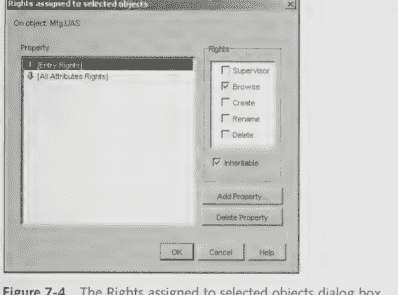 Rights assigned to selected objects
On object: Mfg.UAS
Property
[Entry Rights]
[All Attributes Rights]
Rights
Supervisor
Browse
Create
Rename
Delete
Inheritable
Add Property...
Delete Property
OK
Cancel
Help
Figure 7-4 The Rights assigned to selected objects dialog box